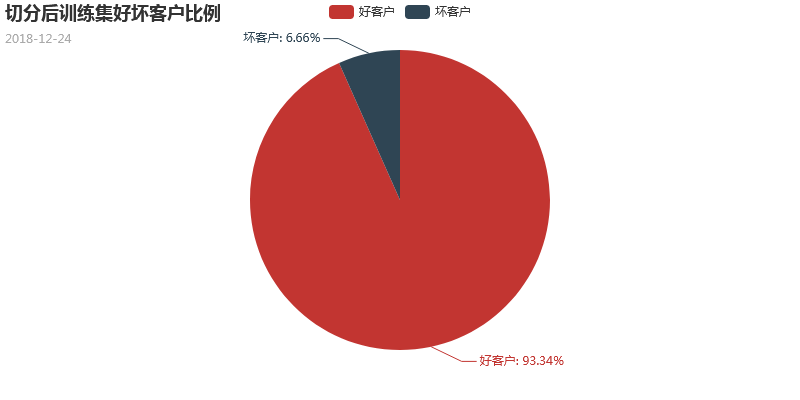 切分后训练集好坏客户比例
2018-12-24
好客户
坏客户
坏客户: 6.66%
好客户: 93.34%